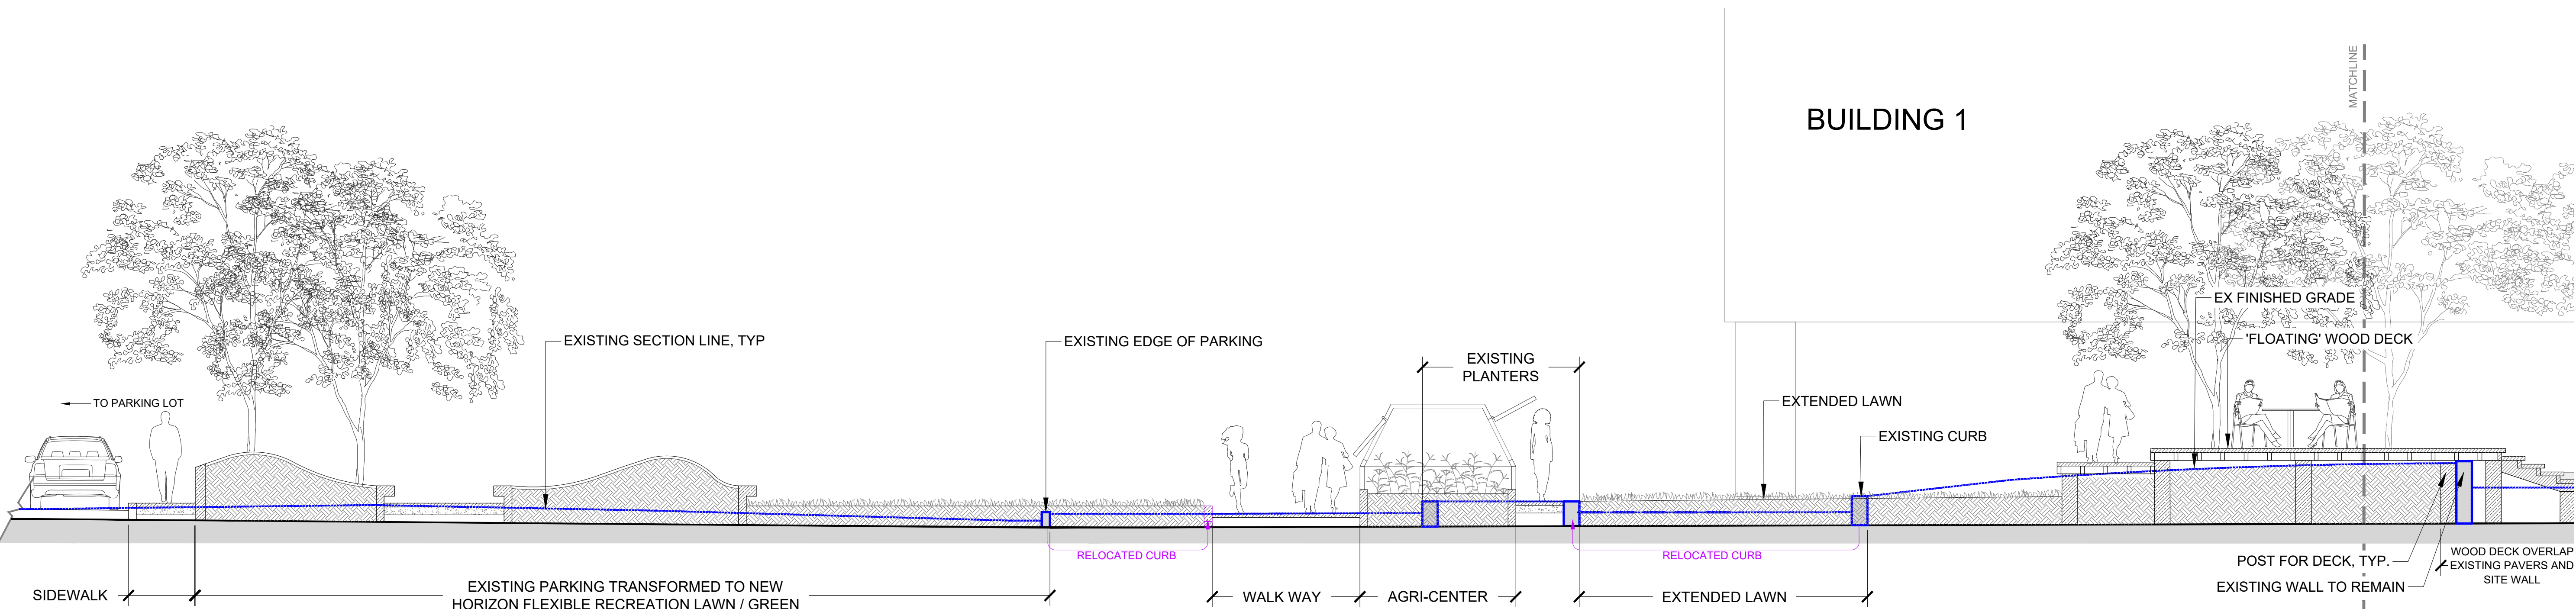 MATCHLINE
BUILDING 1
EX FINISHED GRADE
'FLOATING' WOOD DECK
EXISTING SECTION LINE, TYP
EXISTING EDGE OF PARKING
EXISTING
PLANTERS
TO PARKING LOT
EXTENDED LAWN
EXISTING CURB
RELOCATED CURB
RELOCATED CURB
POST FOR DECK, TYP.
WOOD DECK OVERLAP
EXISTING PAVERS AND
SITE WALL
EXISTING WALL TO REMAIN
SIDEWALK
EXISTING PARKING TRANSFORMED TO NEW
HORIZON FLEXIBLE RECREATION LAWN / GREEN
WALK WAY
AGRI-CENTER
EXTENDED LAWN